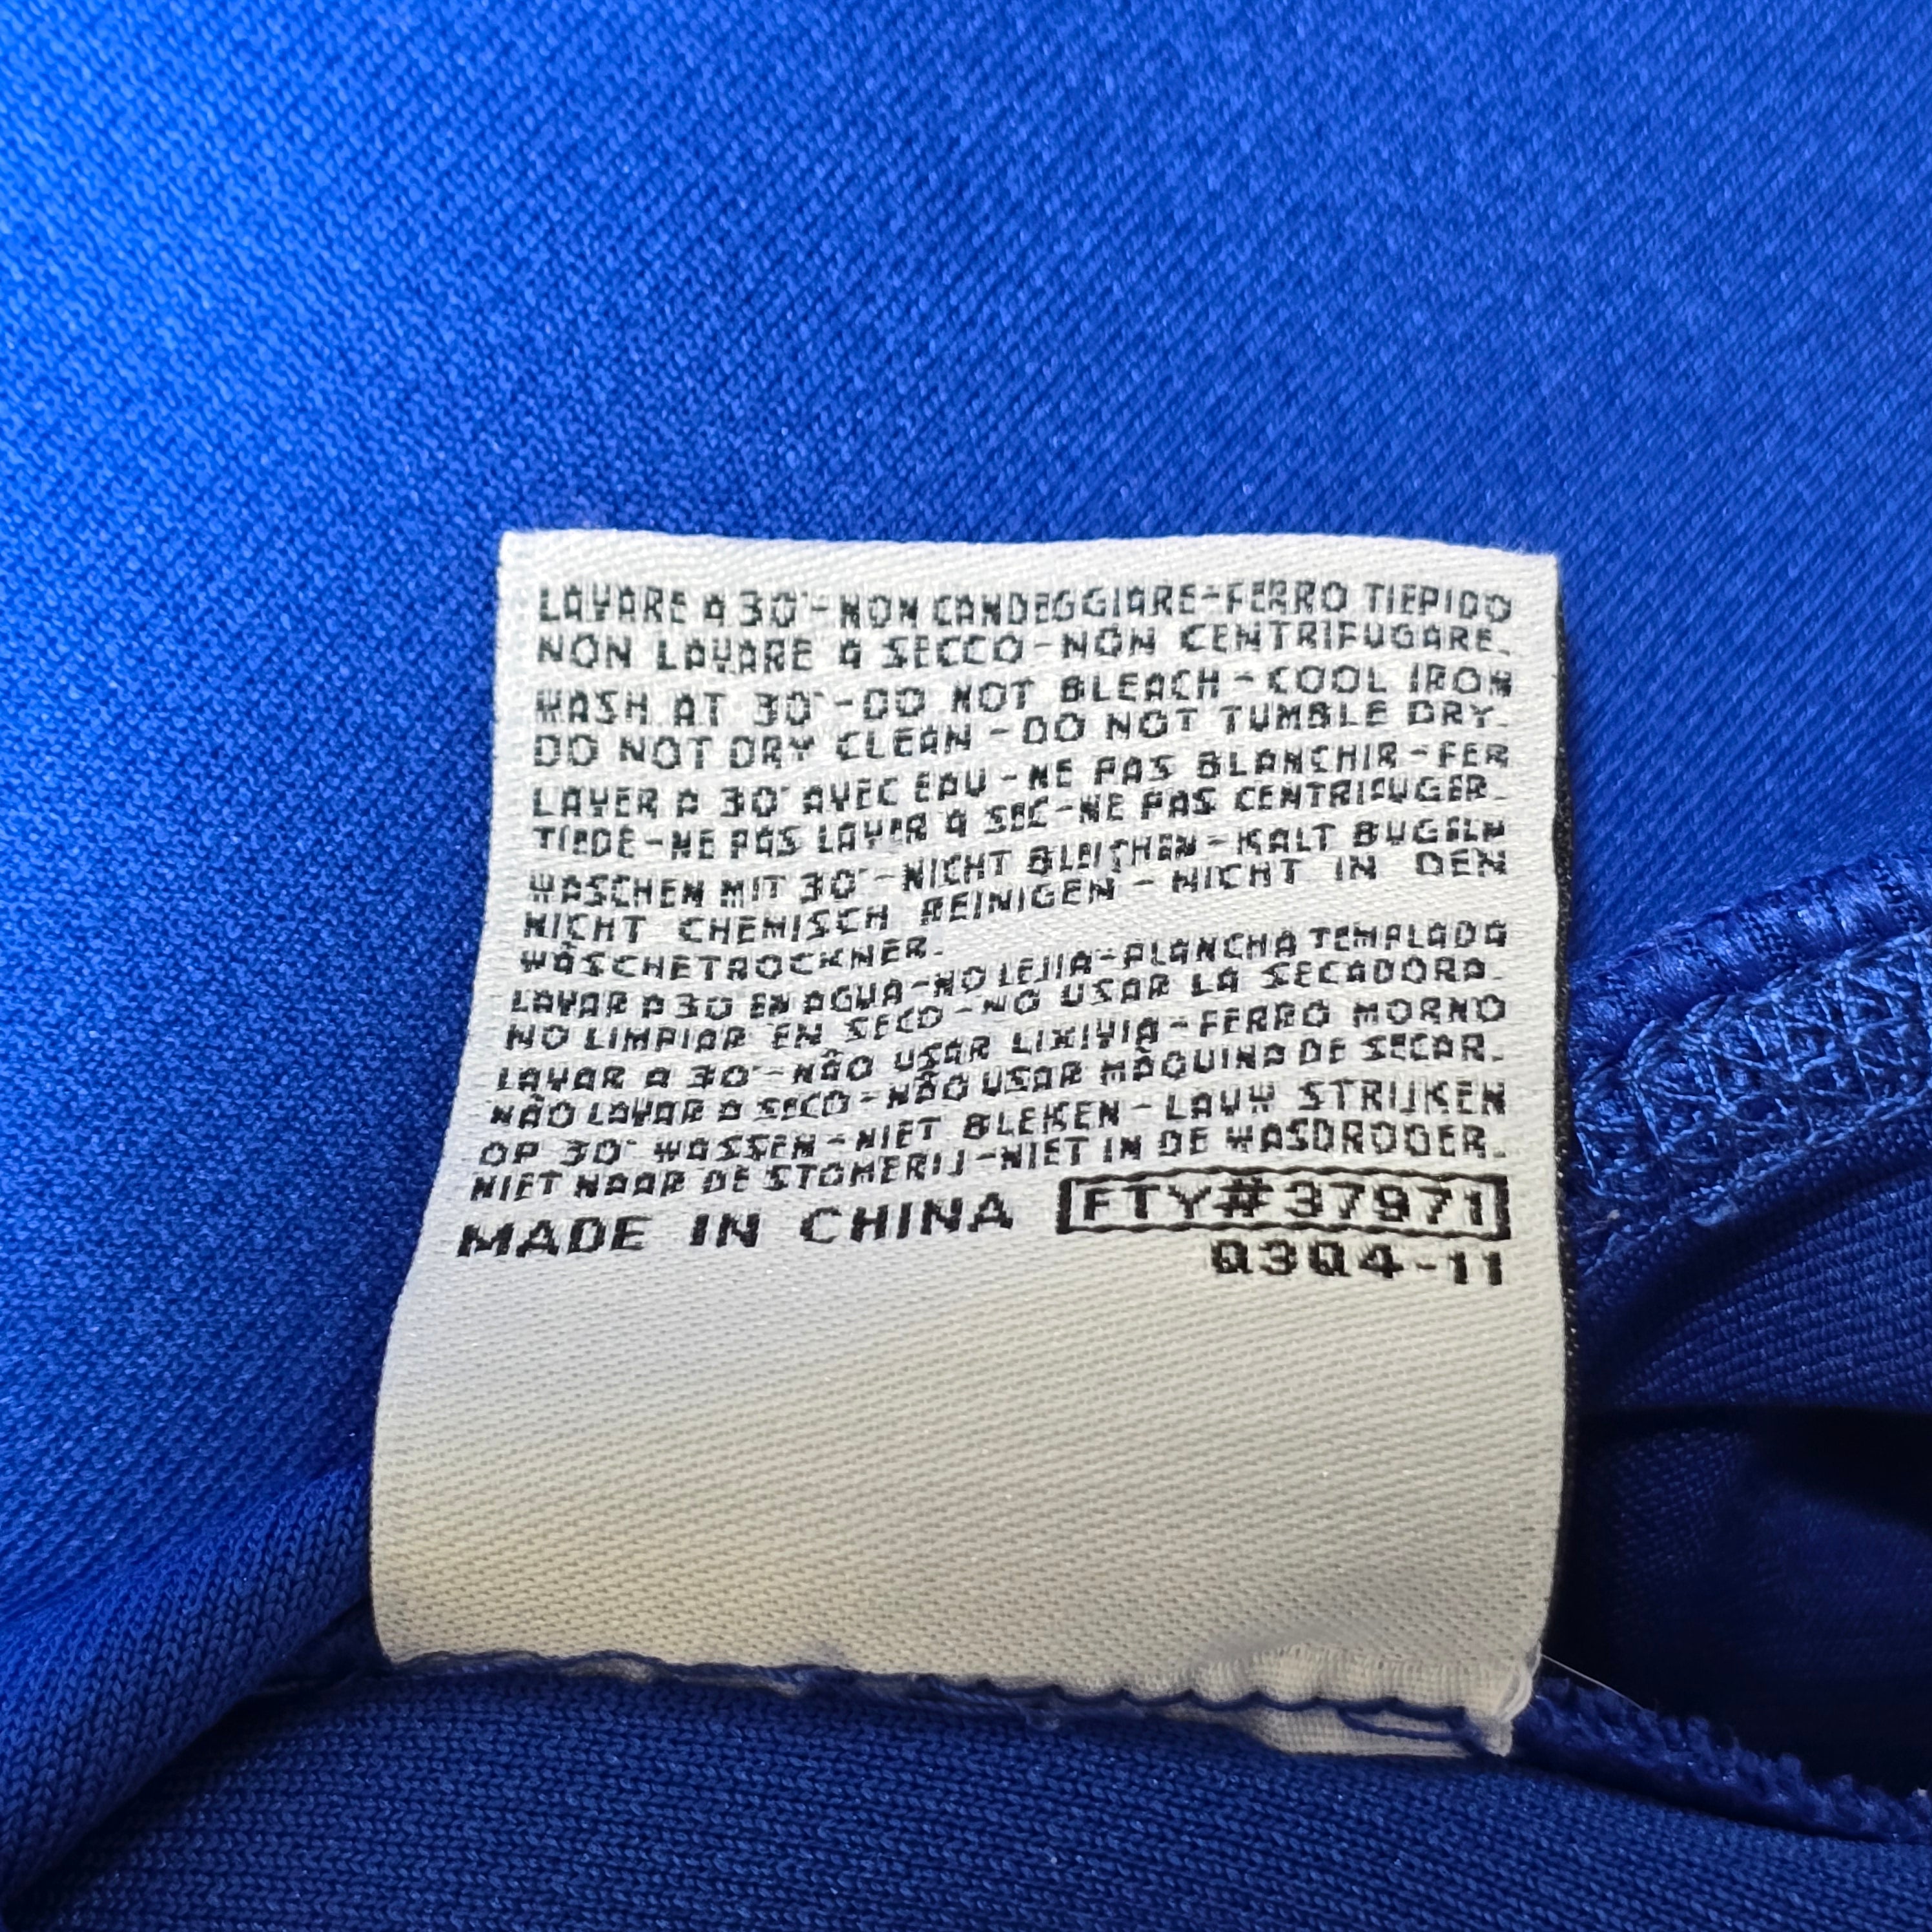 LAVARE A 30°-NON CANDEGGIARE-FERRO TIEPIDO
NON LAVARE A SECCO-NON CENTRIFUGARE.
WASH AT 30°-DO NOT BLEACH-COOL IRON
DO NOT DRY CLEAN-DO NOT TUMBLE DRY.
LAVER A 30° AVEC EAU-NE PAS BLANCHIR-FER
TIEDE-NE PAS LAVER A SEC-NE PAS CENTRIFUGER.
WASCHEN MIT 30°-NICHT BLEICHEN-KALT BUGELN
NICHT CHEMISCH REINIGEN-NICHT IN DEN
WÄSCHETROCKNER.
LAVAR A 30 EN AGUA-NO LEJIA-PLANCHA TEMPLADA
NO LIMPIAR EN SECO-NO USAR LA SECADORA.
LAVAR A 30°-NÃO USAR LIXIVIA-FERRO MORNO
NÃO LAVAR A SECO-NÃO USAR MÁQUINA DE SECAR.
OP 30° WASSEN-NIET BLEKEN-LAUW STRIJKEN
NIET NAAR DE STOMERIJ-NIET IN DE WASDROGER.
MADE IN CHINA FTY#37971
Q3Q4-11